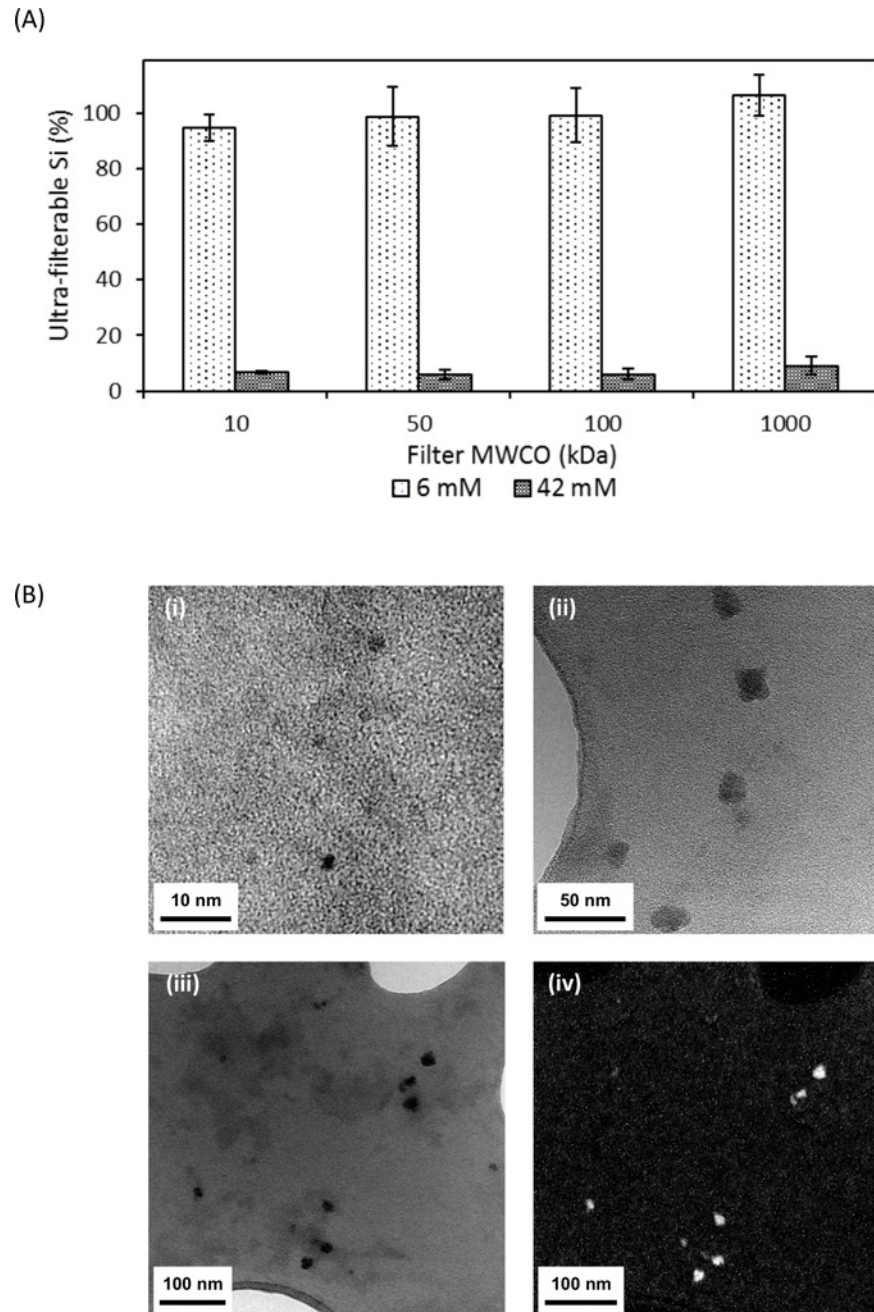 (A)
Ultra-filterable Si (%)
100
80
60
40
20
0
10 50 100 1000
Filter MWCO (kDa)
6 mM 42 mM
(B)
(i)
10 nm
(ii)
50 nm
(iii)
100 nm
(iv)
100 nm